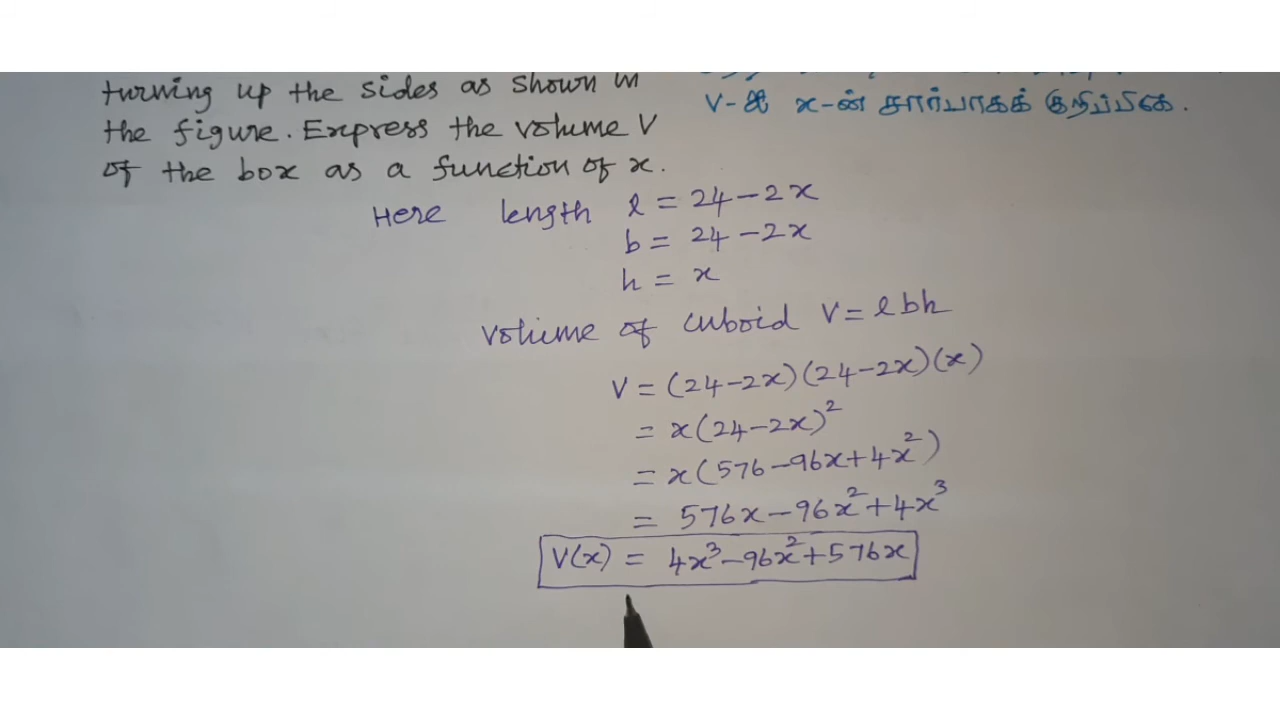 turning up the sides as shown in
the figure. Express the volume V
of the box as a function of x.
V-ஐ x-ன் சார்பாகக் குறிப்பிடுக.
Here length l = 24 - 2x
b = 24 - 2x
h = x
Volume of cuboid V = lbh
V = (24-2x)(24-2x)(x)
= x(24-2x)²
= x(576-96x+4x²)
= 576x-96x²+4x³
V(x) = 4x³-96x²+576x